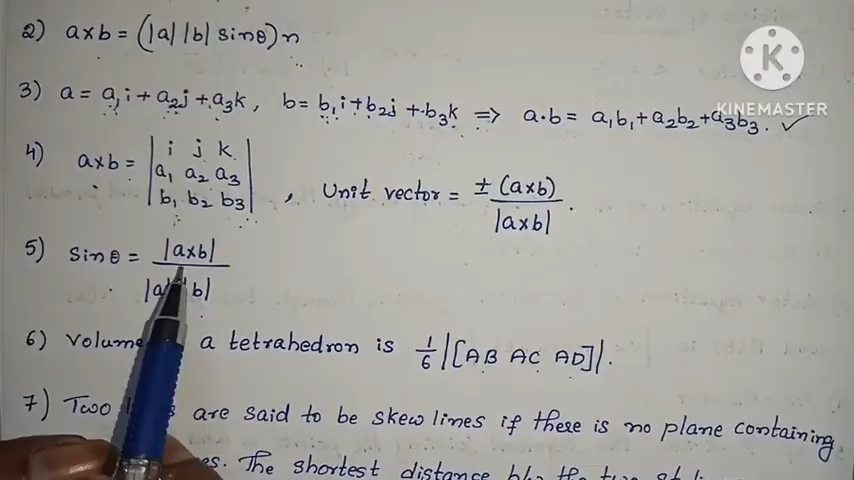 2) a×b = (|a| |b| sinθ) n
KINEMASTER
3) a = a₁i + a₂j + a₃k, b = b₁i + b₂j + b₃k ⇒ a·b = a₁b₁ + a₂b₂ + a₃b₃. ✓
4) a×b = | i j k |
| a₁ a₂ a₃ |
| b₁ b₂ b₃ | , Unit vector = ± (a×b) / |a×b| .
5) sinθ = |a×b| / |a| |b|
6) Volume a tetrahedron is 1/6 |[AB AC AD]|.
7) Two are said to be skew lines if there is no plane containing
The shortest distance b/w the two